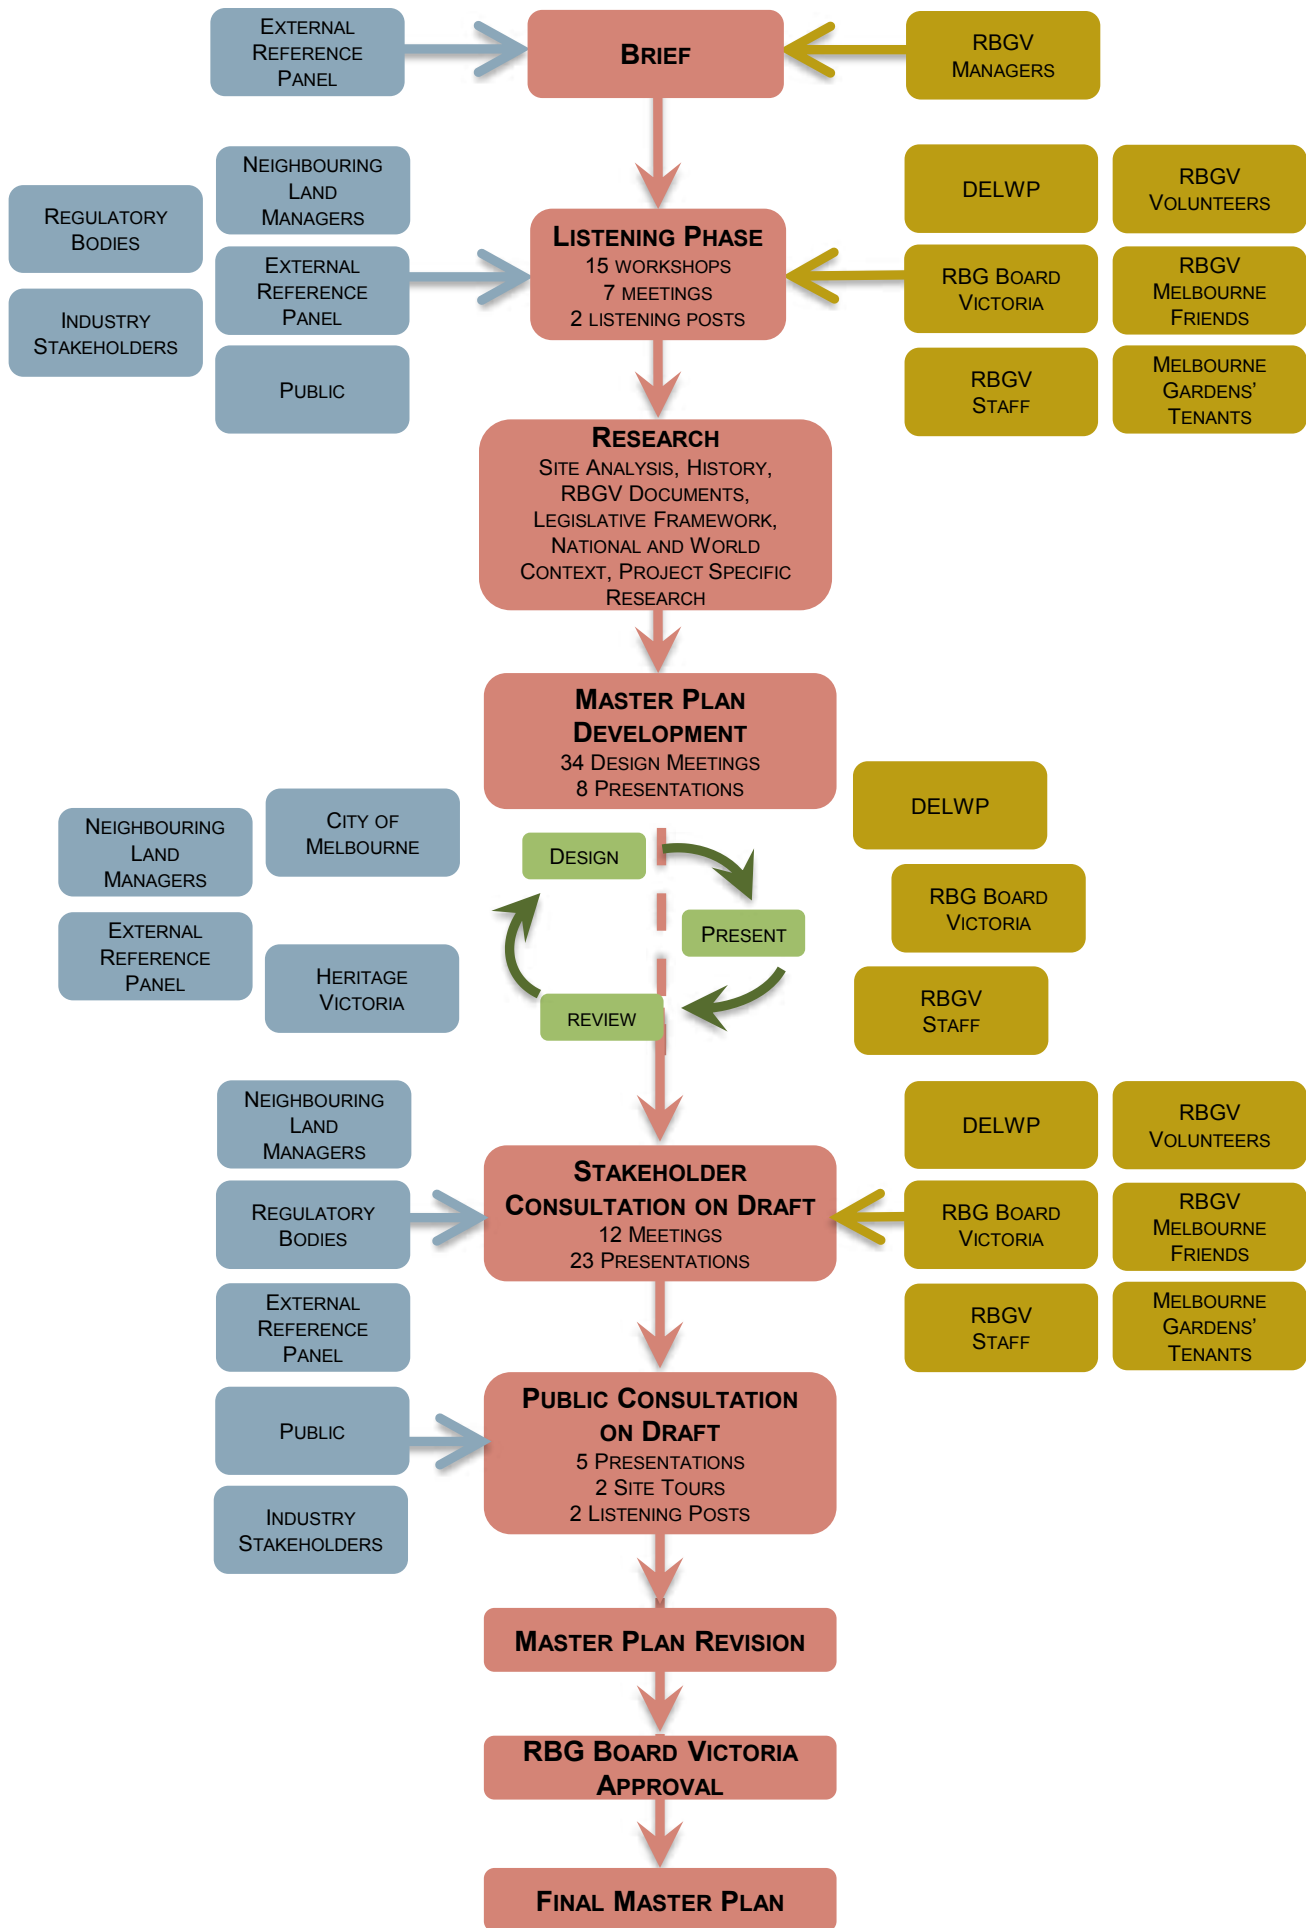 External
Reference
Panel
Brief
RBGV
Managers
Regulatory
Bodies
Industry
Stakeholders
Neighbouring
Land
Managers
External
Reference
Panel
Public
Listening Phase
15 workshops
7 meetings
2 listening posts
DELWP
RBG Board
Victoria
RBGV
Staff
RBGV
Volunteers
RBGV
Melbourne
Friends
Melbourne
Gardens’
Tenants
Research
Site Analysis, History,
RBGV Documents,
Legislative Framework,
National and World
Context, Project Specific
Research
Master Plan
Development
34 Design Meetings
8 Presentations
Neighbouring
Land
Managers
External
Reference
Panel
City of
Melbourne
Heritage
Victoria
Design
Present
review
DELWP
RBG Board
Victoria
RBGV
Staff
Neighbouring
Land
Managers
Regulatory
Bodies
External
Reference
Panel
Stakeholder
Consultation on Draft
12 Meetings
23 Presentations
DELWP
RBG Board
Victoria
RBGV
Staff
RBGV
Volunteers
RBGV
Melbourne
Friends
Melbourne
Gardens’
Tenants
Public
Industry
Stakeholders
Public Consultation
on Draft
5 Presentations
2 Site Tours
2 Listening Posts
Master Plan Revision
RBG Board Victoria
Approval
Final Master Plan